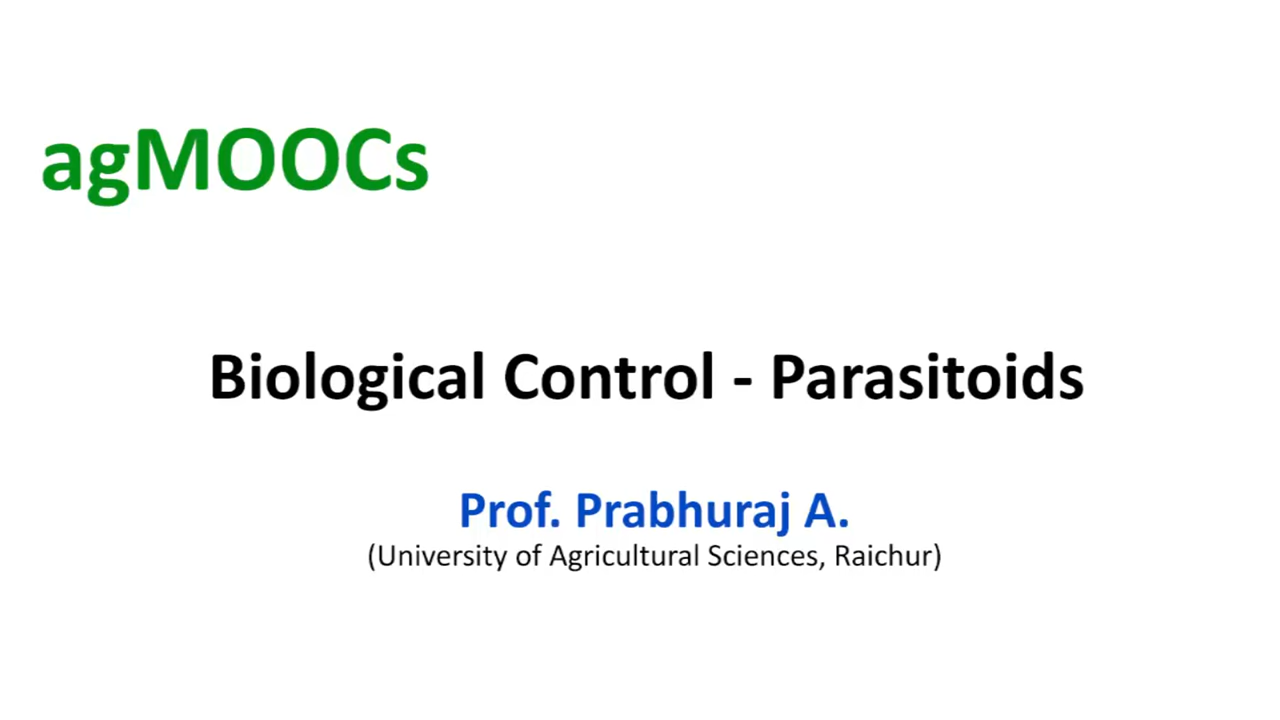 agMOOCs
Biological Control - Parasitoids
Prof. Prabhuraj A.
(University of Agricultural Sciences, Raichur)